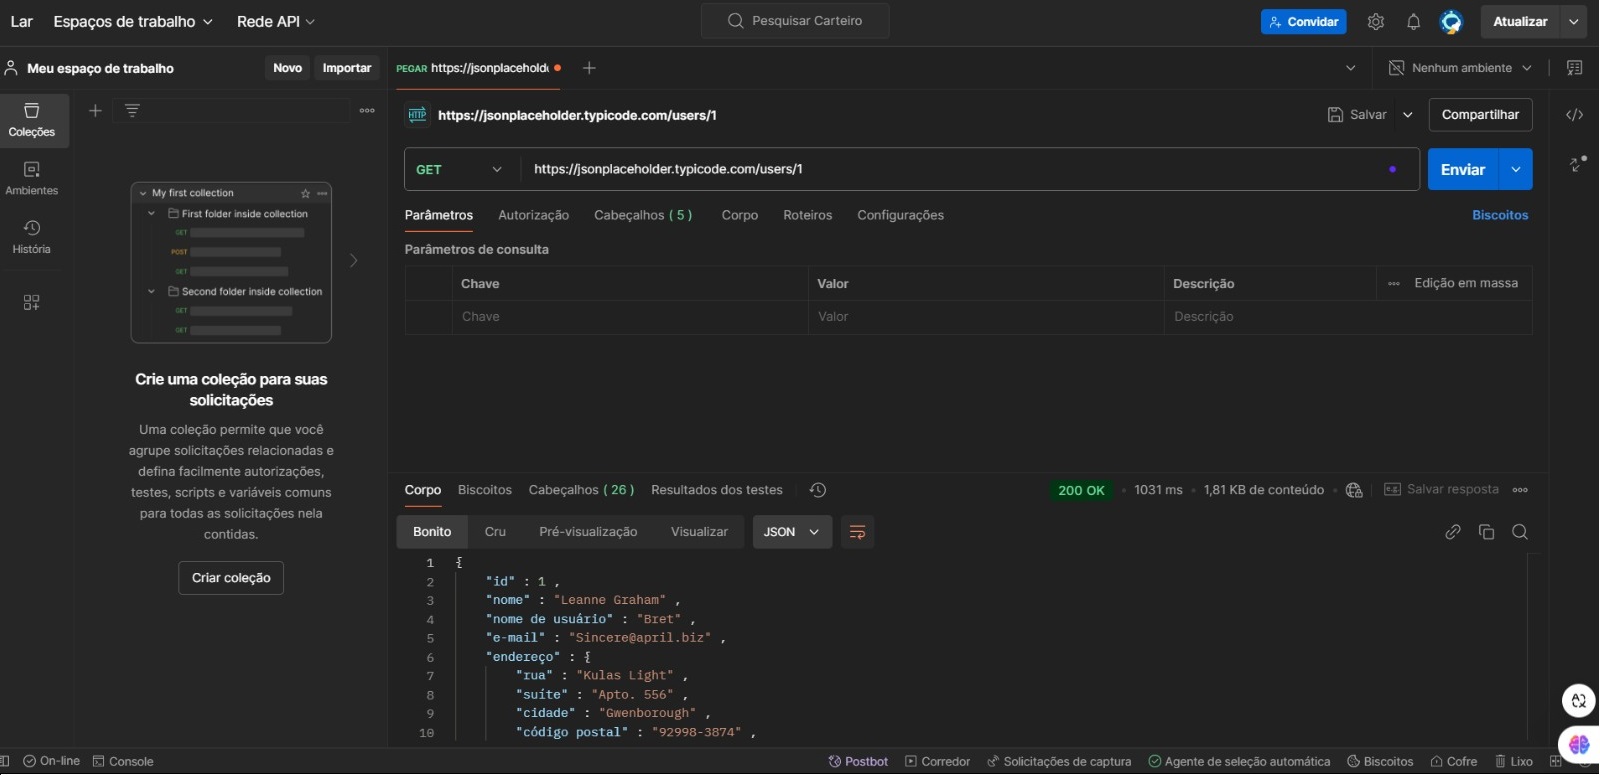 Lar Espaços de trabalho Rede API Pesquisar Carteiro Convidar Atualizar
Meu espaço de trabalho Novo Importar PEGAR https://jsonplaceholde Nenhum ambiente
Coleções
Ambientes
História
My first collection
First folder inside collection
GET
POST
GET
Second folder inside collection
GET
GET
Crie uma coleção para suas
solicitações
Uma coleção permite que você
agrupe solicitações relacionadas e
defina facilmente autorizações,
testes, scripts e variáveis comuns
para todas as solicitações nela
contidas.
Criar coleção
HTTP https://jsonplaceholder.typicode.com/users/1 Salvar Compartilhar
GET https://jsonplaceholder.typicode.com/users/1 Enviar
Parâmetros Autorização Cabeçalhos ( 5 ) Corpo Roteiros Configurações Biscoitos
Parâmetros de consulta
Chave Valor Descrição Edição em massa
Chave Valor Descrição
Corpo Biscoitos Cabeçalhos ( 26 ) Resultados dos testes 200 OK • 1031 ms • 1,81 KB de conteúdo • Salvar resposta
Bonito Cru Pré-visualização Visualizar JSON
1 {
2 "id" : 1 ,
3 "nome" : "Leanne Graham" ,
4 "nome de usuário" : "Bret" ,
5 "e-mail" : "Sincere@april.biz" ,
6 "endereço" : {
7 "rua" : "Kulas Light" ,
8 "suíte" : "Apto. 556" ,
9 "cidade" : "Gwenborough" ,
10 "código postal" : "92998-3874" ,
On-line Console Postbot Corredor Solicitações de captura Agente de seleção automática Biscoitos Cofre Lixo